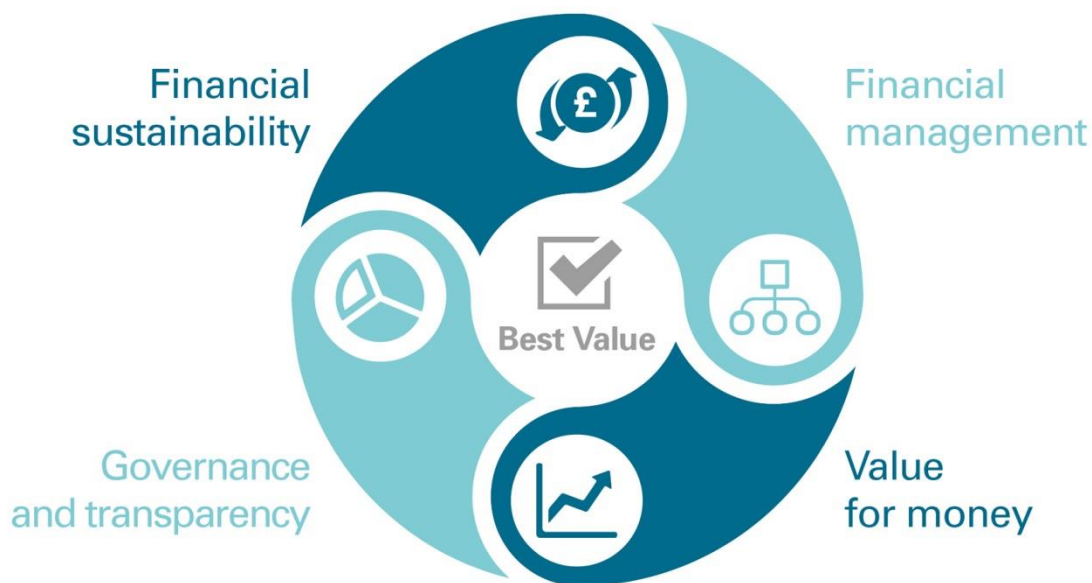 Financial
sustainability
Financial
management
£
Best Value
Governance
and transparency
Value
for money